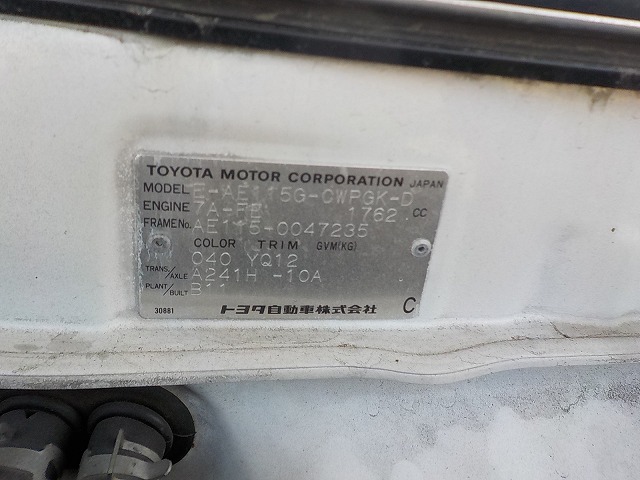 TOYOTA MOTOR CORPORATION JAPAN
MODEL E-AE115G-CWPGK-D
ENGINE 7A-FE 1762 CC
FRAME No. AE115-0047235
COLOR TRIM GVM(KG)
040 YQ12
TRANS./AXLE A241H -10A
PLANT/BUILT B11
30881 トヨタ自動車株式会社 C